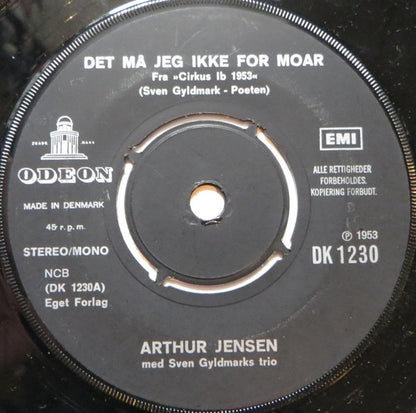 DET MÅ JEG IKKE FOR MOAR
Fra »Cirkus Ib 1953«
(Sven Gyldmark - Poeten)
TRADE MARK
ODEON
EMI
MADE IN DENMARK
45 r.p.m.
ALLE RETTIGHEDER
FORBEHOLDES.
KOPIERING FORBUDT.
STEREO/MONO
NCB
(DK 1230A)
Eget Forlag
℗ 1953
DK 1230
ARTHUR JENSEN
med Sven Gyldmarks trio